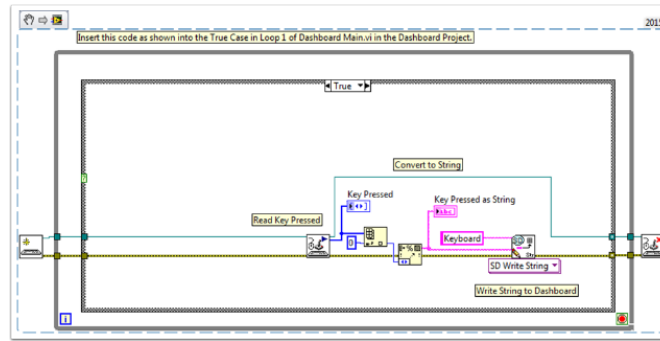 2015
Insert this code as shown into the True Case in Loop 1 of Dashboard Main.vi in the Dashboard Project.
True
Convert to String
Key Pressed
Key Pressed as String
Read Key Pressed
abc
0
Keyboard
SD Write String
Write String to Dashboard
i